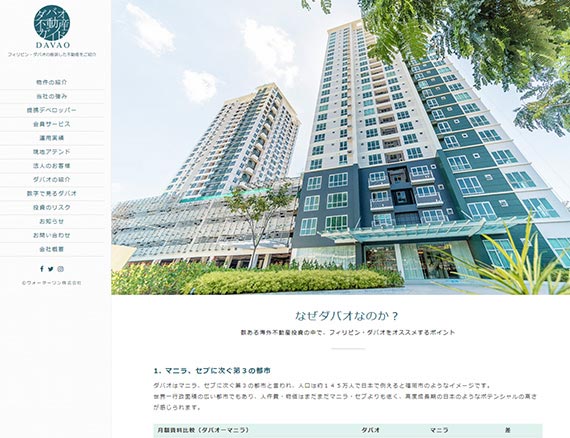 ダバオ
不動産
ガイド
DAVAO
フィリピン・ダバオの厳選した不動産をご紹介
物件の紹介
当社の強み
提携デベロッパー
会員サービス
運用実績
現地アテンド
法人のお客様
ダバオの紹介
数字で見るダバオ
投資のリスク
お知らせ
お問い合わせ
会社概要
©ウォーターリンク株式会社
なぜダバオなのか？
数ある海外不動産投資の中で、フィリピン・ダバオをオススメするポイント
1. マニラ、セブに次ぐ第３の都市
ダバオはマニラ、セブに次ぐ第３の都市と言われ、人口は約１４５万人で日本で例えると福岡市のようなイメージです。
世界一行政面積の広い都市でもあり、人件費・物価はまだまだマニラ・セブよりも低く、高度成長期の日本のようなポテンシャルの高さ
が感じられます。
月額賃料比較（ダバオーマニラ） ダバオ マニラ 差